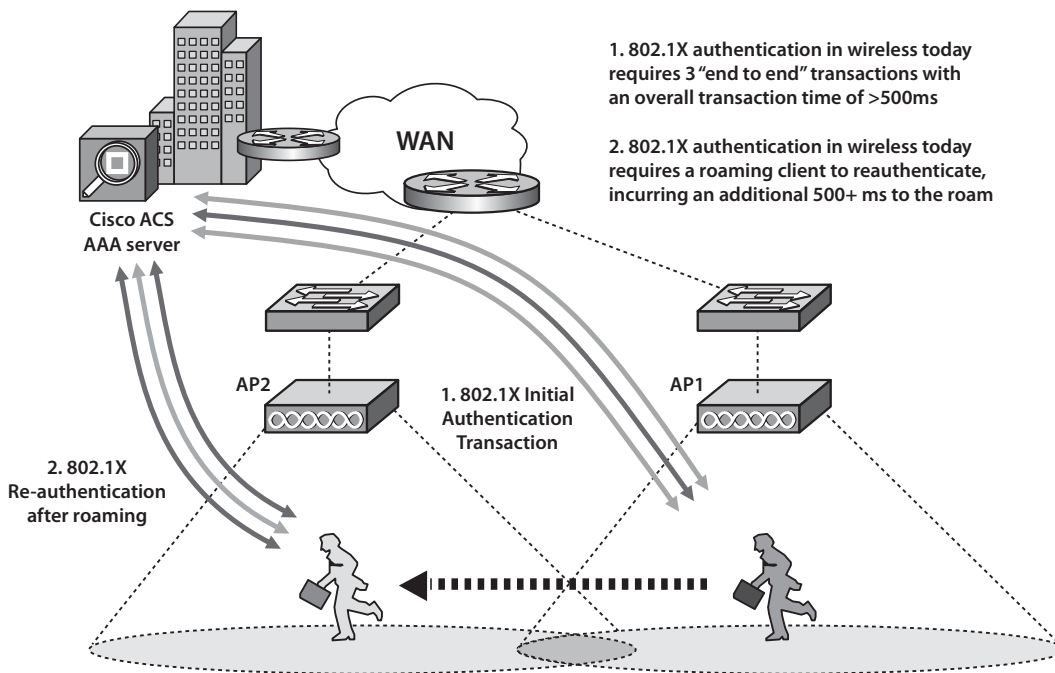 1. 802.1X authentication in wireless today
requires 3 “end to end” transactions with
an overall transaction time of >500ms
2. 802.1X authentication in wireless today
requires a roaming client to reauthenticate,
incurring an additional 500+ ms to the roam
WAN
Cisco ACS
AAA server
AP2
AP1
1. 802.1X Initial
Authentication
Transaction
2. 802.1X
Re-authentication
after roaming